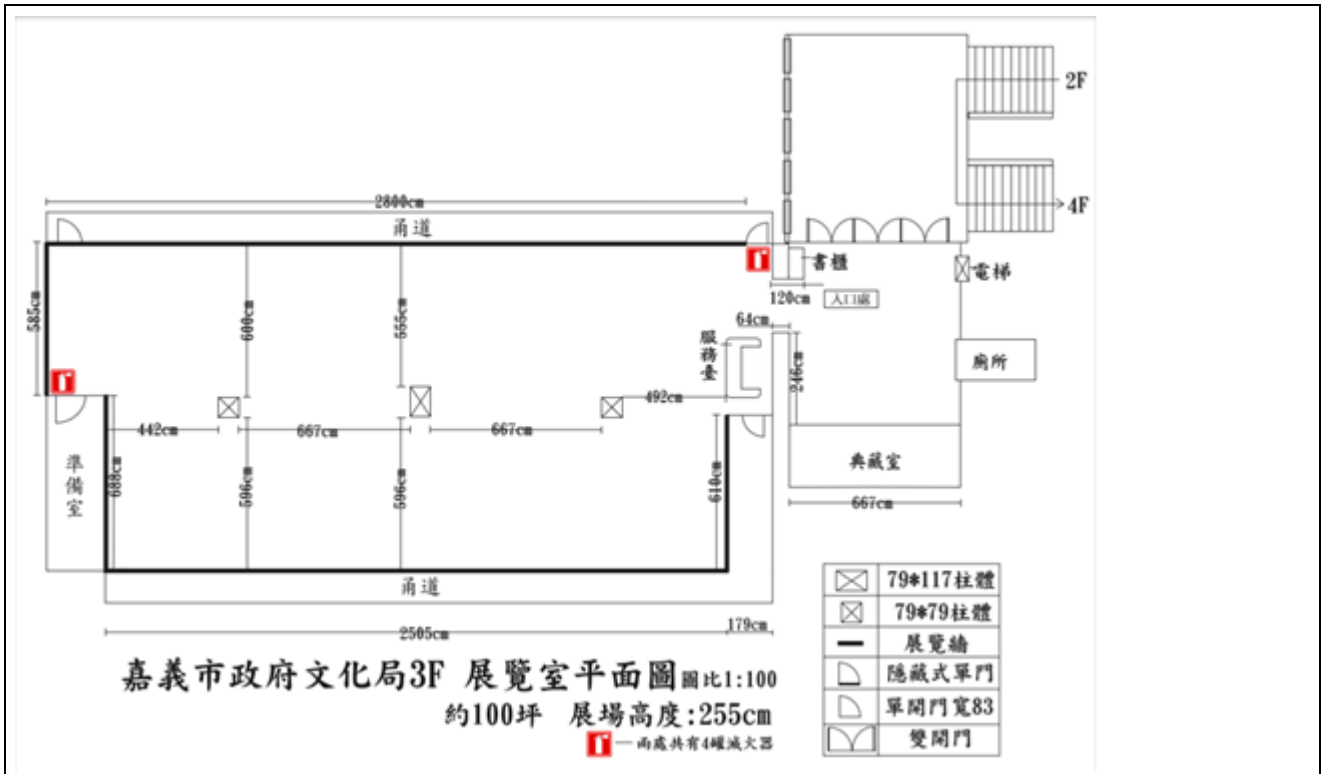 2F
4F
2800cm
甬道
書櫃
電梯
120cm
入口處
585cm
600cm
555cm
64cm
服務臺
246cm
廁所
492cm
442cm
667cm
667cm
準備室
688cm
596cm
596cm
610cm
典藏室
667cm
甬道
2505cm
179cm
79*117柱體
79*79柱體
展覽牆
隱藏式單門
單開門寬83
雙開門
嘉義市政府文化局3F 展覽室平面圖 圖比1:100
約100坪 展場高度:255cm
一兩處共有4罐滅火器